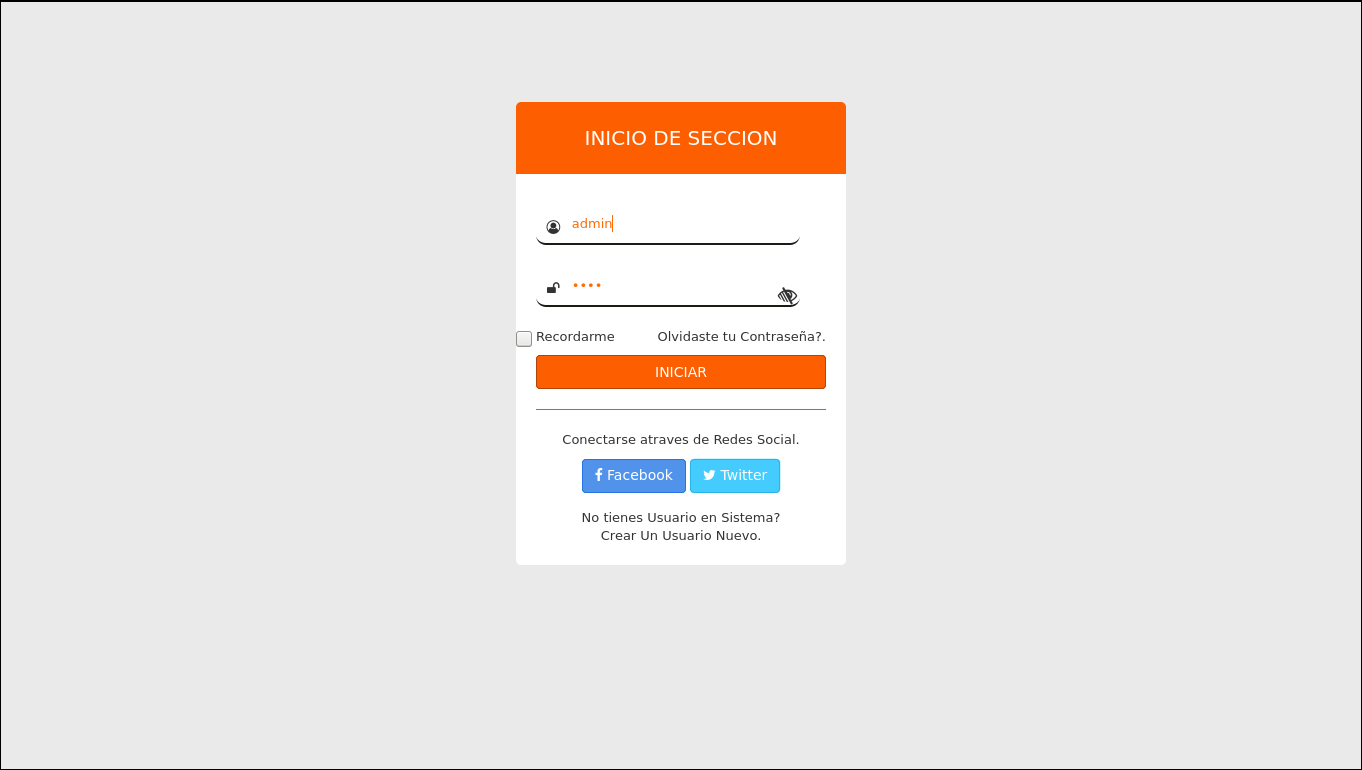 INICIO DE SECCION
admin
••••
Recordarme Olvidaste tu Contraseña?.
INICIAR
Conectarse atraves de Redes Social.
Facebook Twitter
No tienes Usuario en Sistema?
Crear Un Usuario Nuevo.